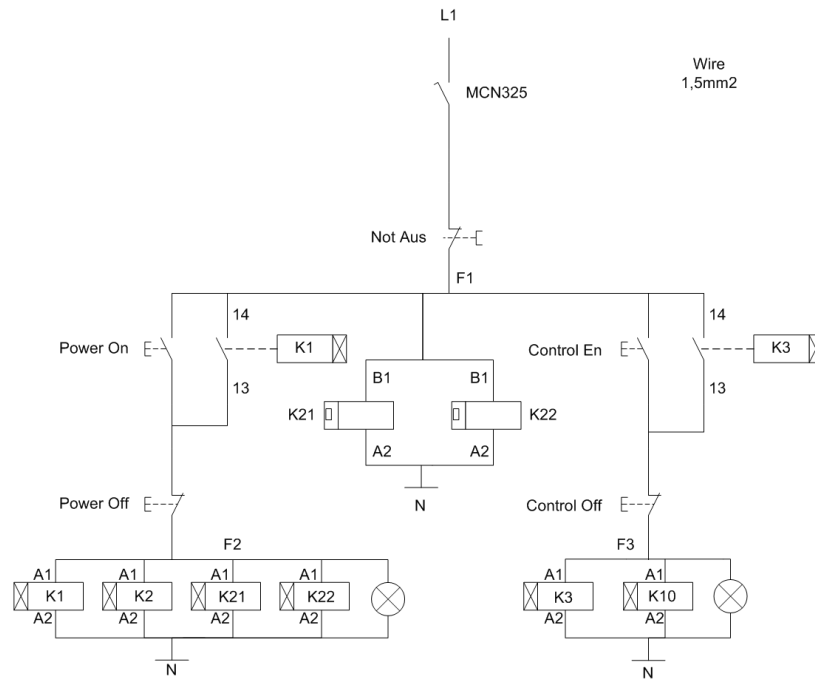 L1
Wire
1,5mm2
MCN325
Not Aus
F1
14
14
Power On
K1
Control En
K3
13
B1
B1
13
K21
K22
A2
A2
N
Power Off
Control Off
F2
F3
A1
A1
A1
A1
A1
A1
K1
K2
K21
K22
K3
K10
A2
A2
A2
A2
A2
A2
N
N